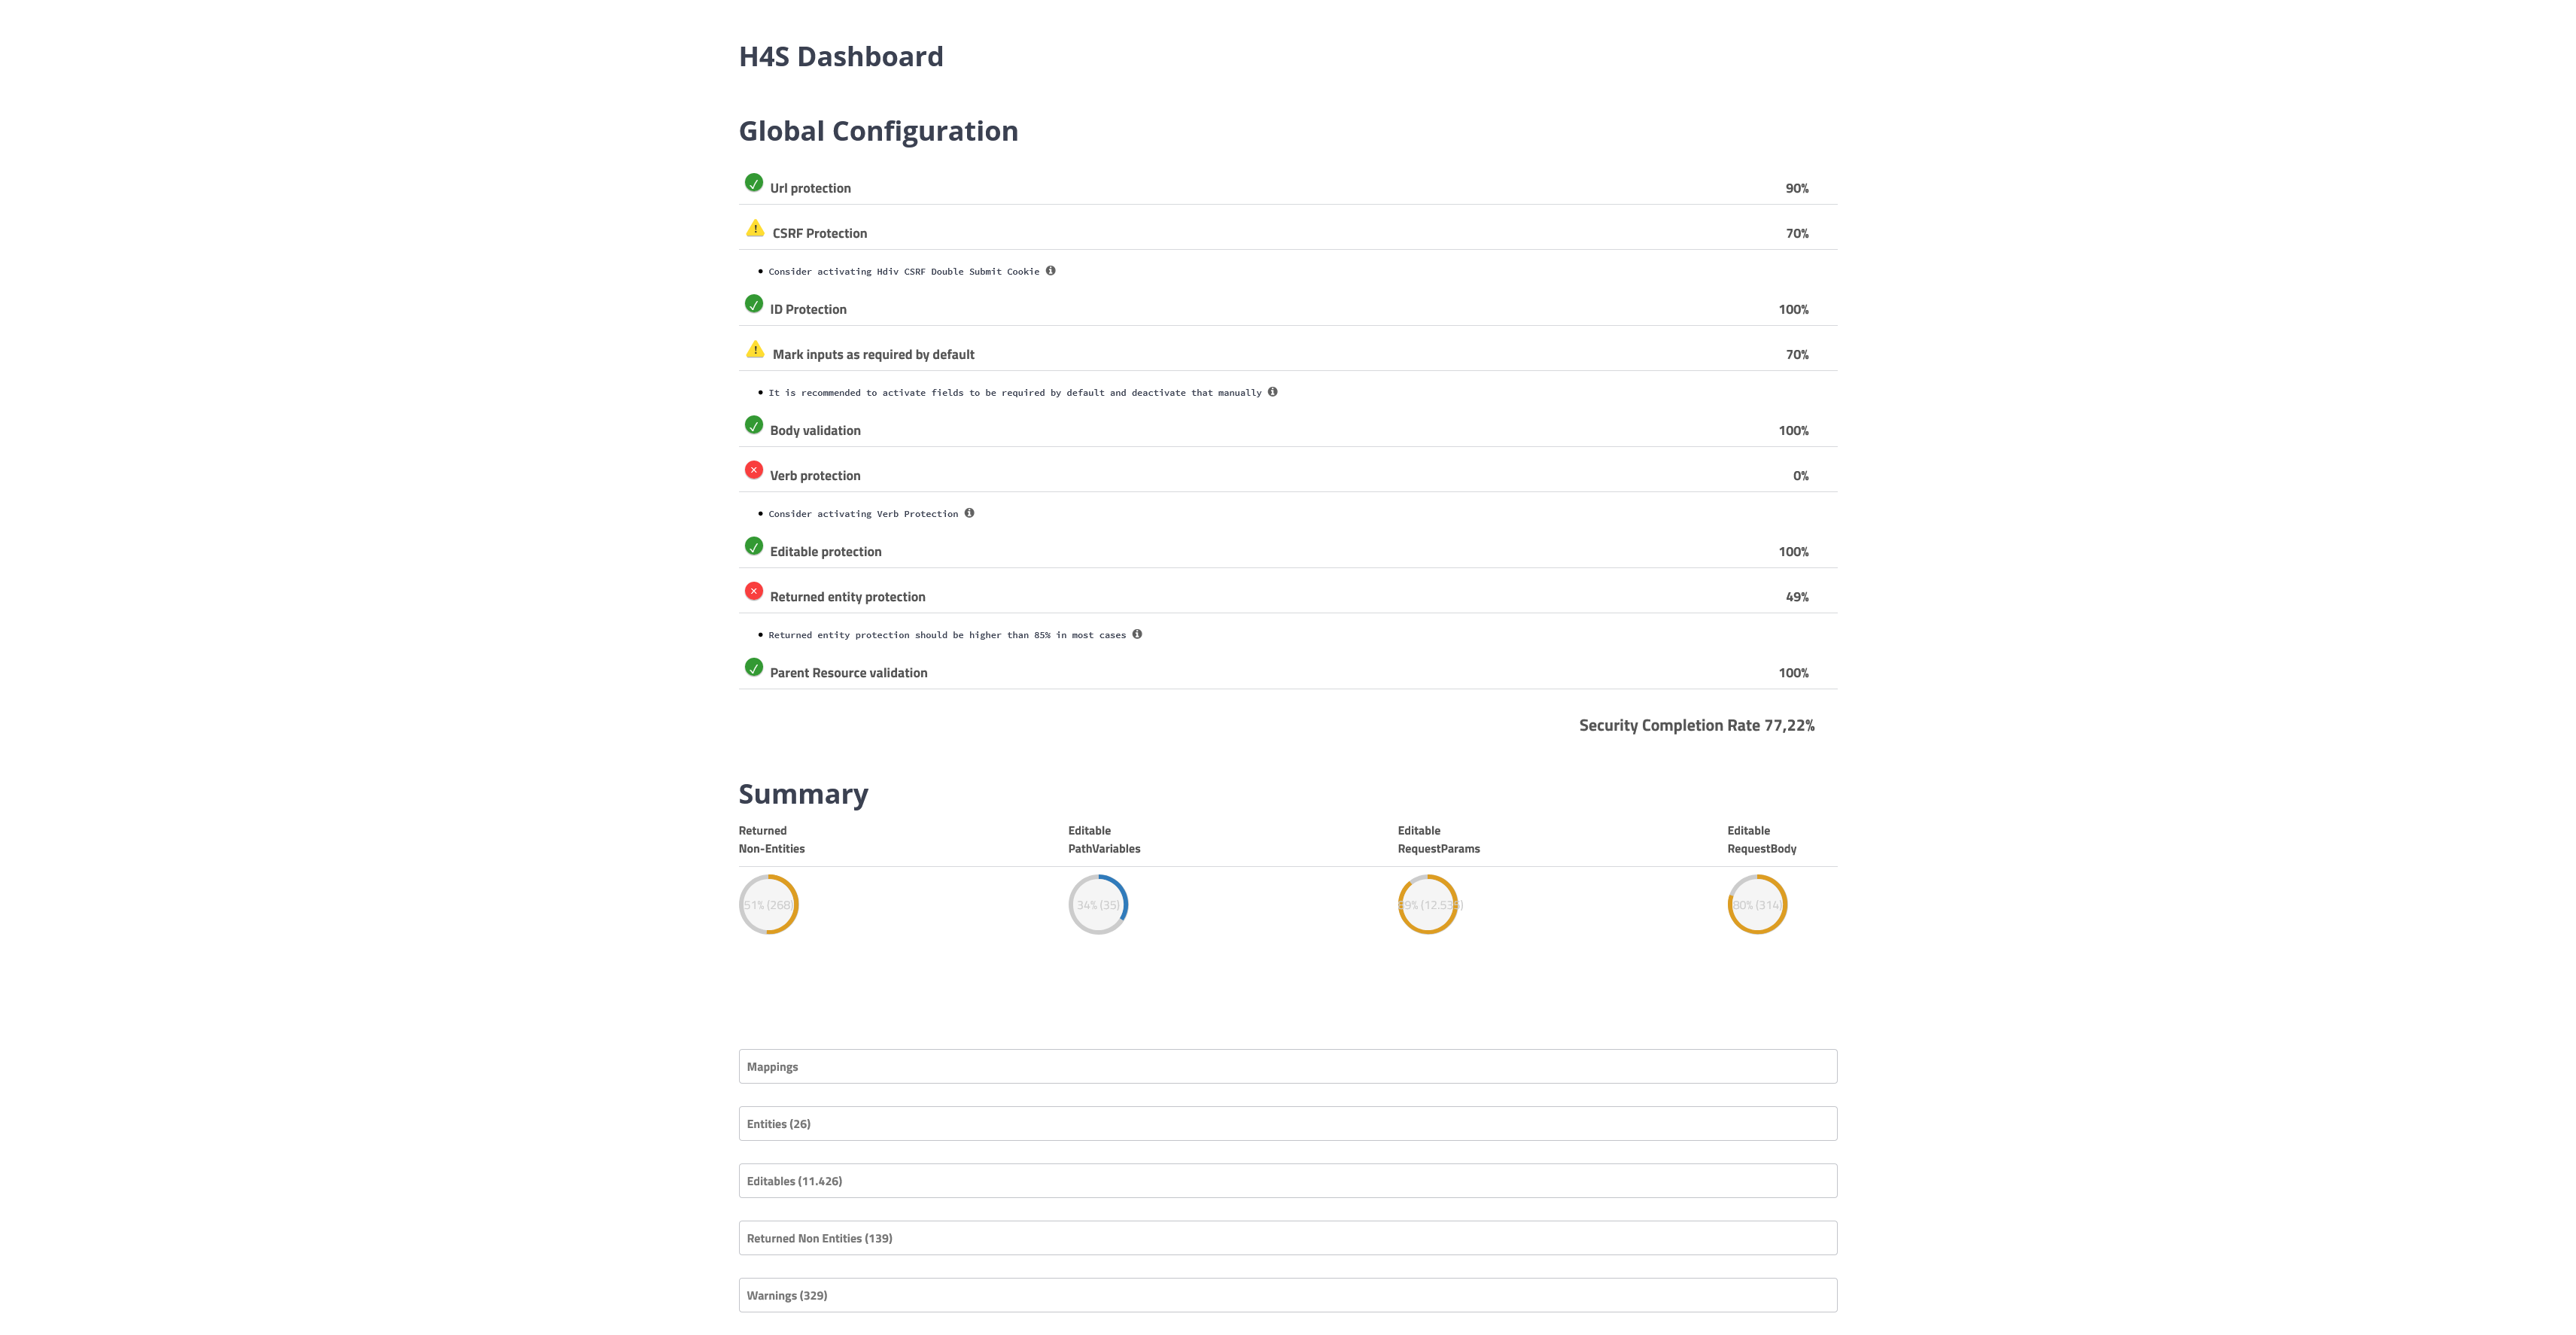 H4S Dashboard
Global Configuration
Url protection 90%
CSRF Protection 70%
Consider activating Hdiv CSRF Double Submit Cookie
ID Protection 100%
Mark inputs as required by default 70%
It is recommended to activate fields to be required by default and deactivate that manually
Body validation 100%
Verb protection 0%
Consider activating Verb Protection
Editable protection 100%
Returned entity protection 49%
Returned entity protection should be higher than 85% in most cases
Parent Resource validation 100%
Security Completion Rate 77,22%
Summary
Returned
Non-Entities
Editable
PathVariables
Editable
RequestParams
Editable
RequestBody
51% (268)
34% (35)
80% (314)
Mappings
Entities (26)
Editables (11.426)
Returned Non Entities (139)
Warnings (329)